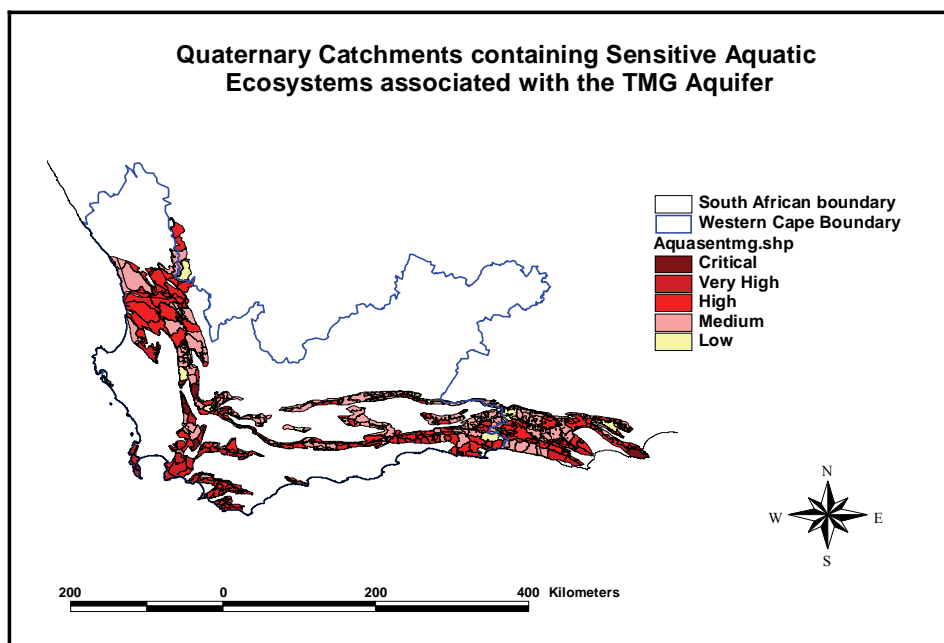 Quaternary Catchments containing Sensitive Aquatic
Ecosystems associated with the TMG Aquifer
South African boundary
Western Cape Boundary
Aquasentmg.shp
Critical
Very High
High
Medium
Low
N
W E
S
200 0 200 400 Kilometers